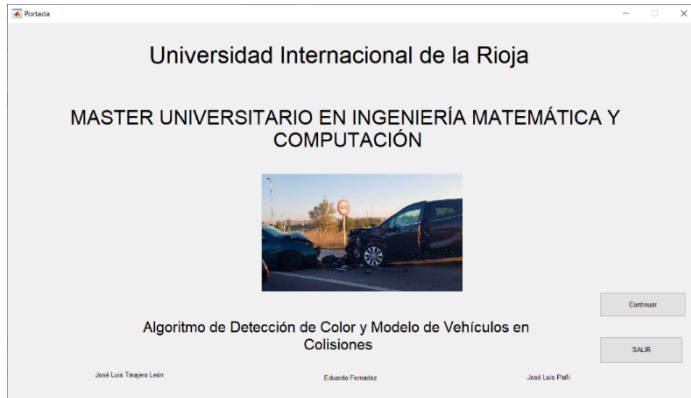 Portada
Universidad Internacional de la Rioja
MASTER UNIVERSITARIO EN INGENIERÍA MATEMÁTICA Y
COMPUTACIÓN
Continuar
Algoritmo de Detección de Color y Modelo de Vehículos en
Colisiones
SALIR
José Luis Tinajero León
Eduardo Fernadez
José Luis Pañi